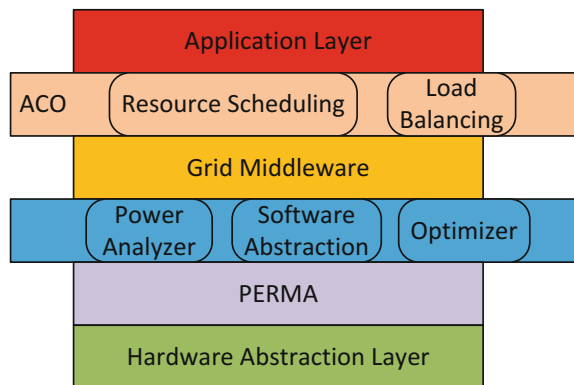 Application Layer
ACO
Resource Scheduling
Load
Balancing
Grid Middleware
Power
Analyzer
Software
Abstraction
Optimizer
PERMA
Hardware Abstraction Layer